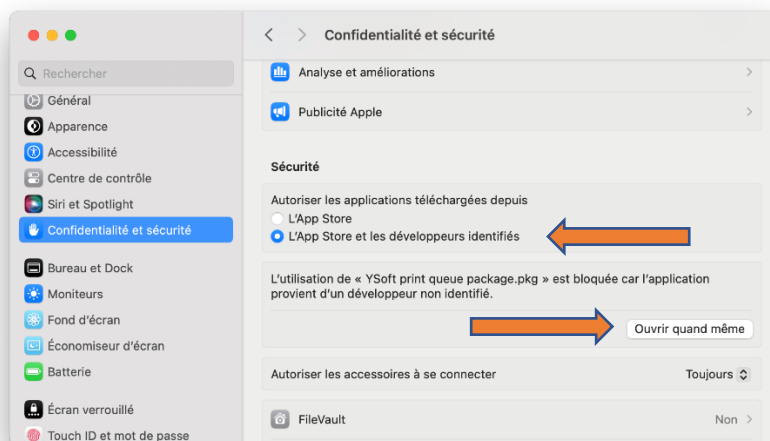 Confidentialité et sécurité
Rechercher
Général
Apparence
Accessibilité
Centre de contrôle
Siri et Spotlight
Confidentialité et sécurité
Bureau et Dock
Moniteurs
Fond d'écran
Économiseur d'écran
Batterie
Écran verrouillé
Touch ID et mot de passe
Analyse et améliorations
Publicité Apple
Sécurité
Autoriser les applications téléchargées depuis
L'App Store
L'App Store et les développeurs identifiés
L'utilisation de « YSoft print queue package.pkg » est bloquée car l'application
provient d'un développeur non identifié.
Ouvrir quand même
Autoriser les accessoires à se connecter Toujours
FileVault Non